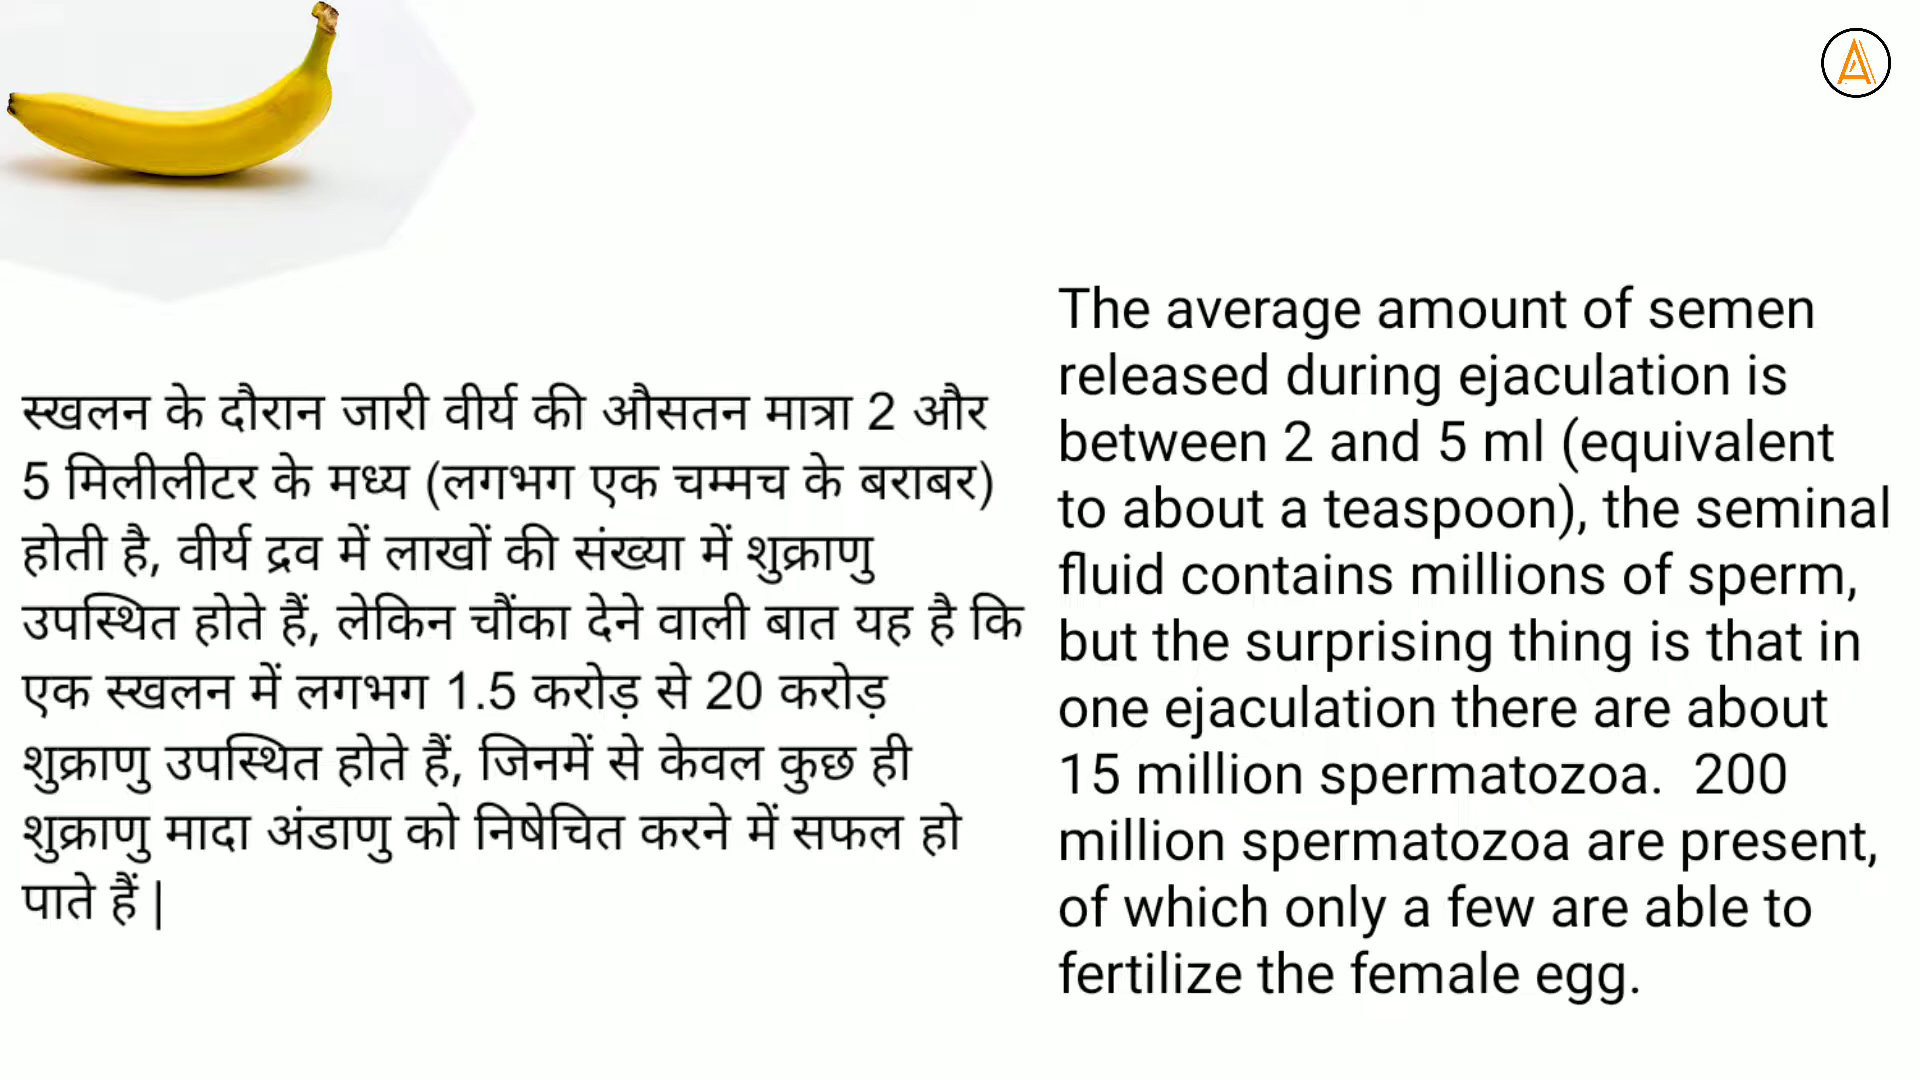 स्खलन के दौरान जारी वीर्य की औसतन मात्रा 2 और
5 मिलीलीटर के मध्य (लगभग एक चम्मच के बराबर)
होती है, वीर्य द्रव में लाखों की संख्या में शुक्राणु
उपस्थित होते हैं, लेकिन चौंका देने वाली बात यह है कि
एक स्खलन में लगभग 1.5 करोड़ से 20 करोड़
शुक्राणु उपस्थित होते हैं, जिनमें से केवल कुछ ही
शुक्राणु मादा अंडाणु को निषेचित करने में सफल हो
पाते हैं |
The average amount of semen
released during ejaculation is
between 2 and 5 ml (equivalent
to about a teaspoon), the seminal
fluid contains millions of sperm,
but the surprising thing is that in
one ejaculation there are about
15 million spermatozoa.  200
million spermatozoa are present,
of which only a few are able to
fertilize the female egg.